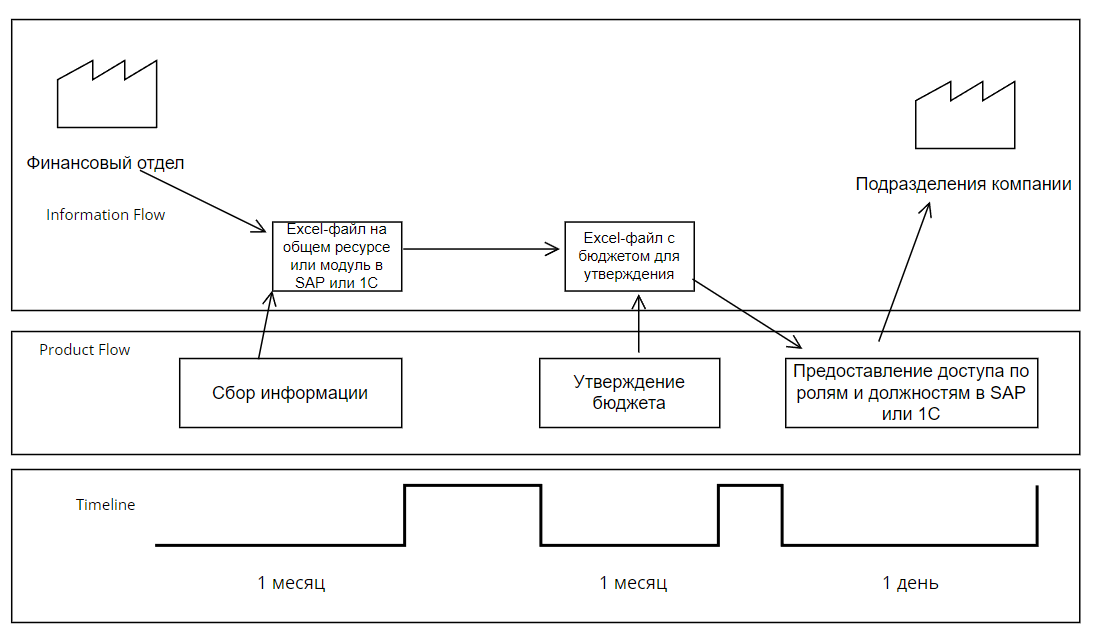 Финансовый отдел
Подразделения компании
Information Flow
Excel-файл на
общем ресурсе
или модуль в
SAP или 1С
Excel-файл с
бюджетом для
утверждения
Product Flow
Сбор информации
Утверждение
бюджета
Предоставление доступа по
ролям и должностям в SAP
или 1С
Timeline
1 месяц
1 месяц
1 день